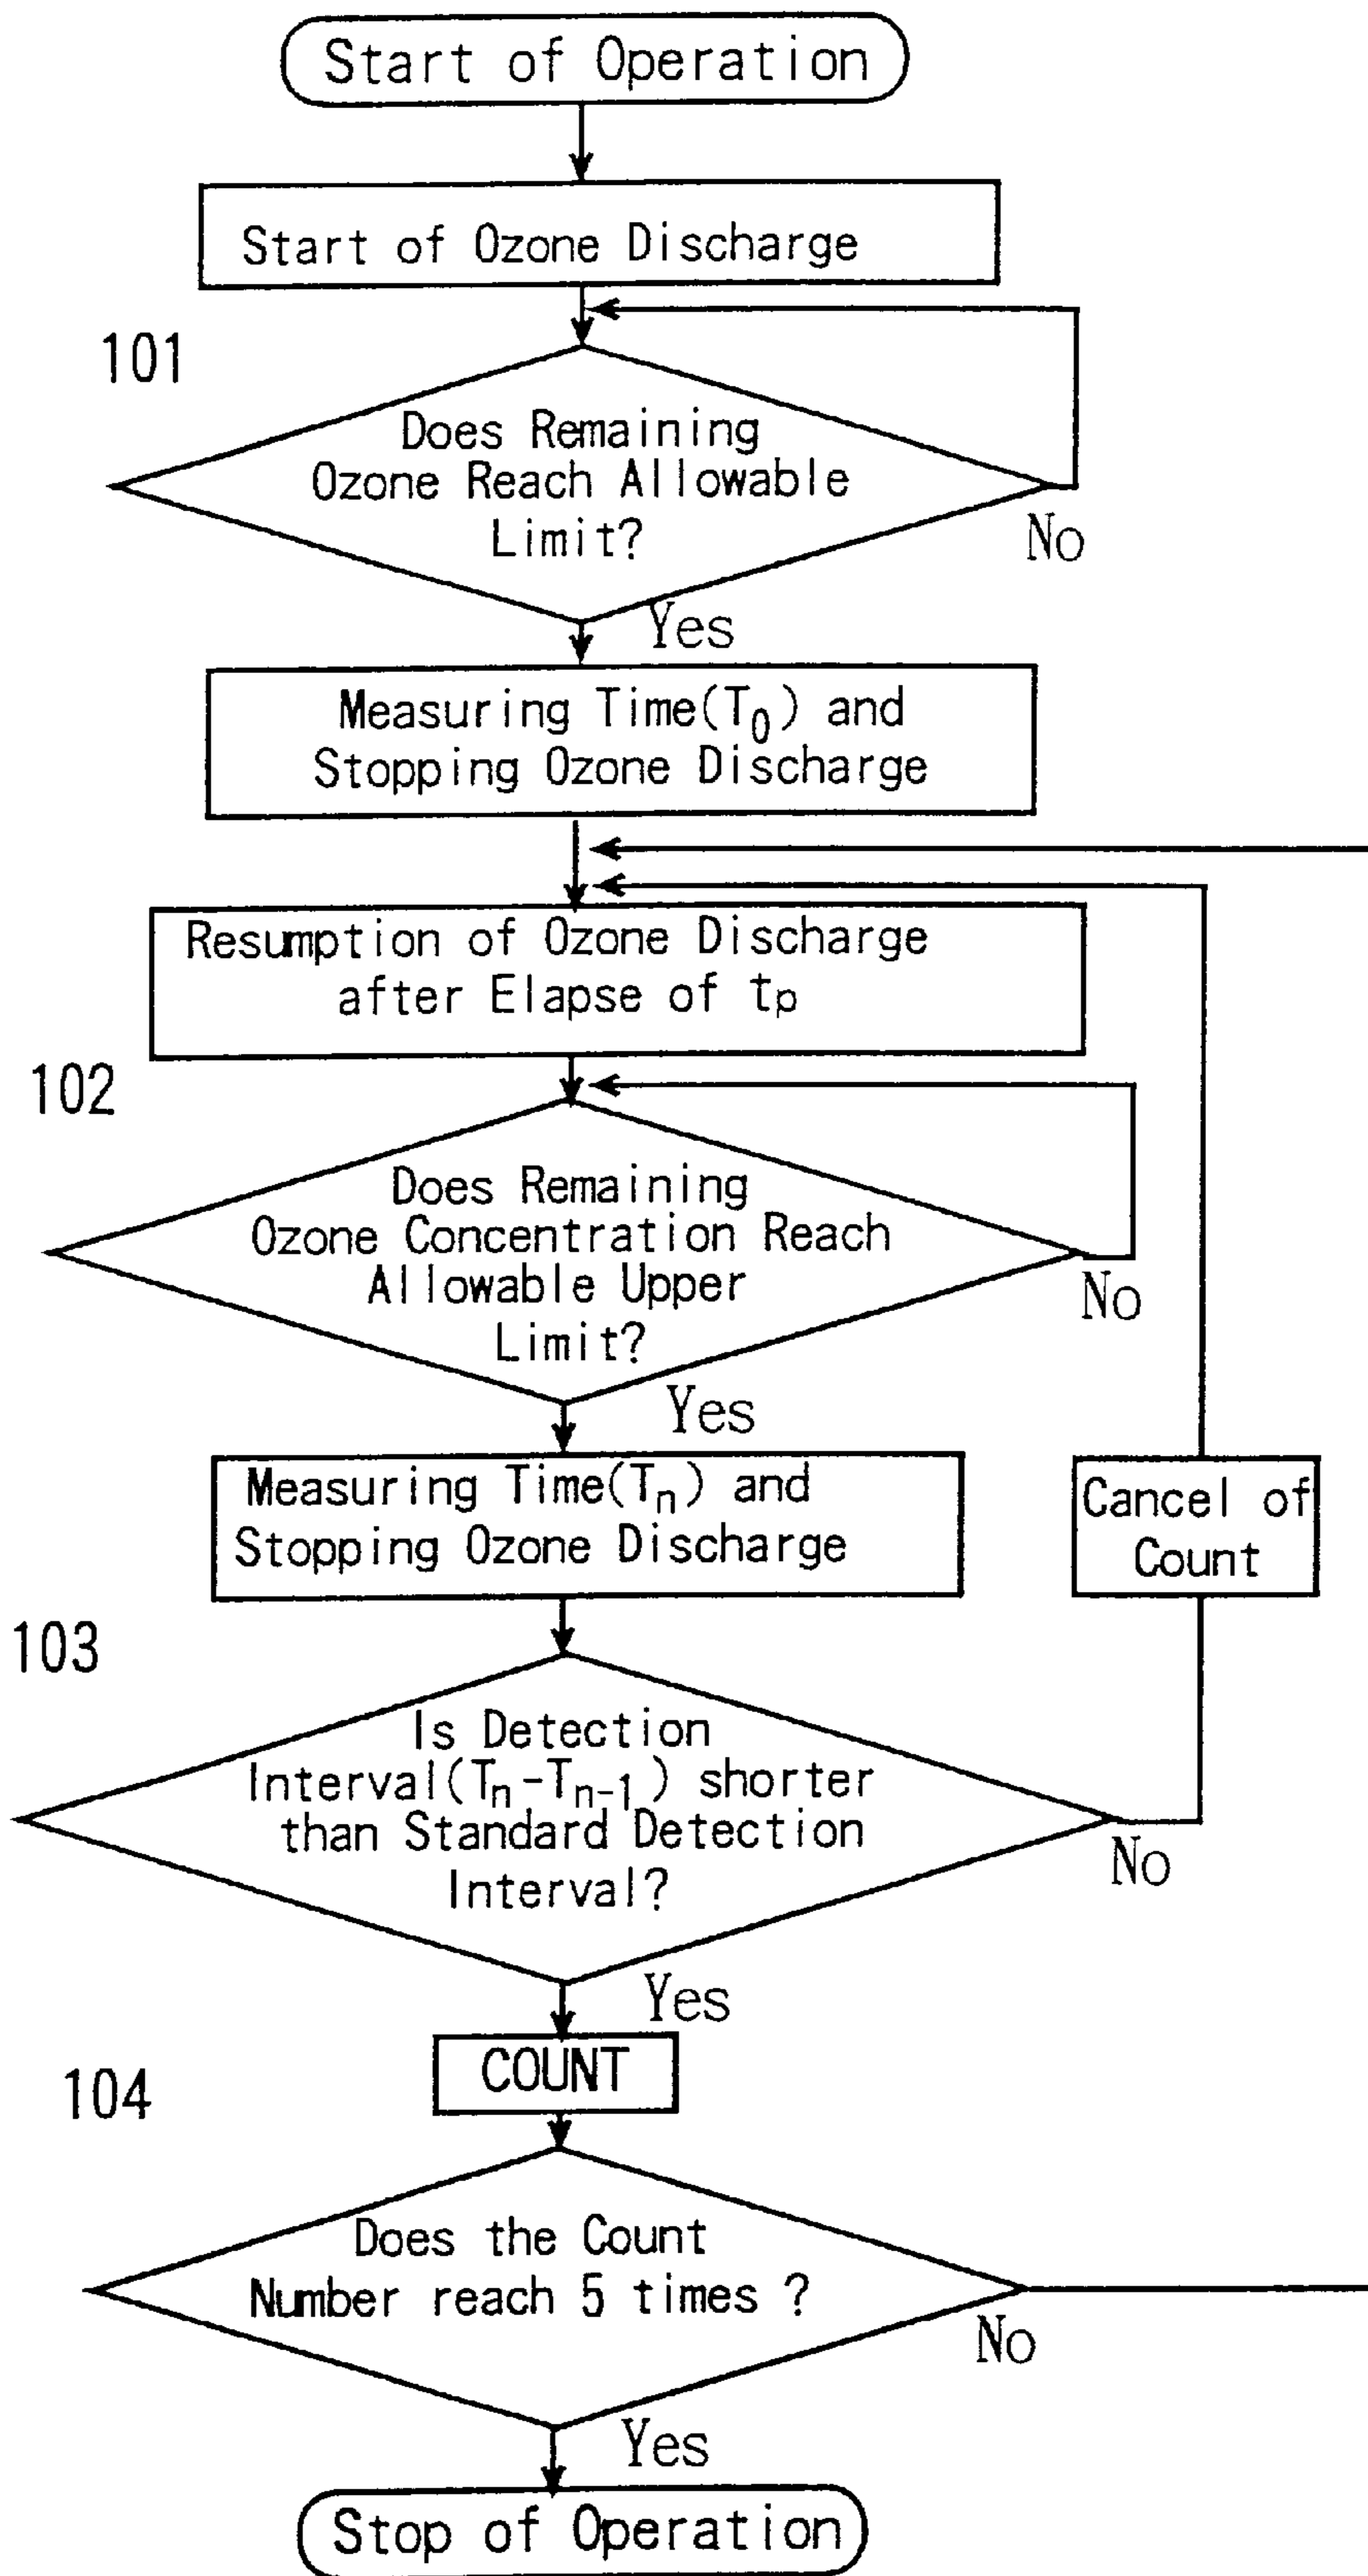 Start of Operation
Start of Ozone Discharge
101
Does Remaining
Ozone Reach Allowable
Limit?
No
Yes
Measuring Time(T₀) and
Stopping Ozone Discharge
Resumption of Ozone Discharge
after Elapse of tp
102
Does Remaining
Ozone Concentration Reach
Allowable Upper
Limit?
No
Yes
Measuring Time(Tₙ) and
Stopping Ozone Discharge
Cancel of
Count
103
Is Detection
Interval(Tₙ-Tₙ₋₁) shorter
than Standard Detection
Interval?
No
Yes
COUNT
104
Does the Count
Number reach 5 times ?
No
Yes
Stop of Operation